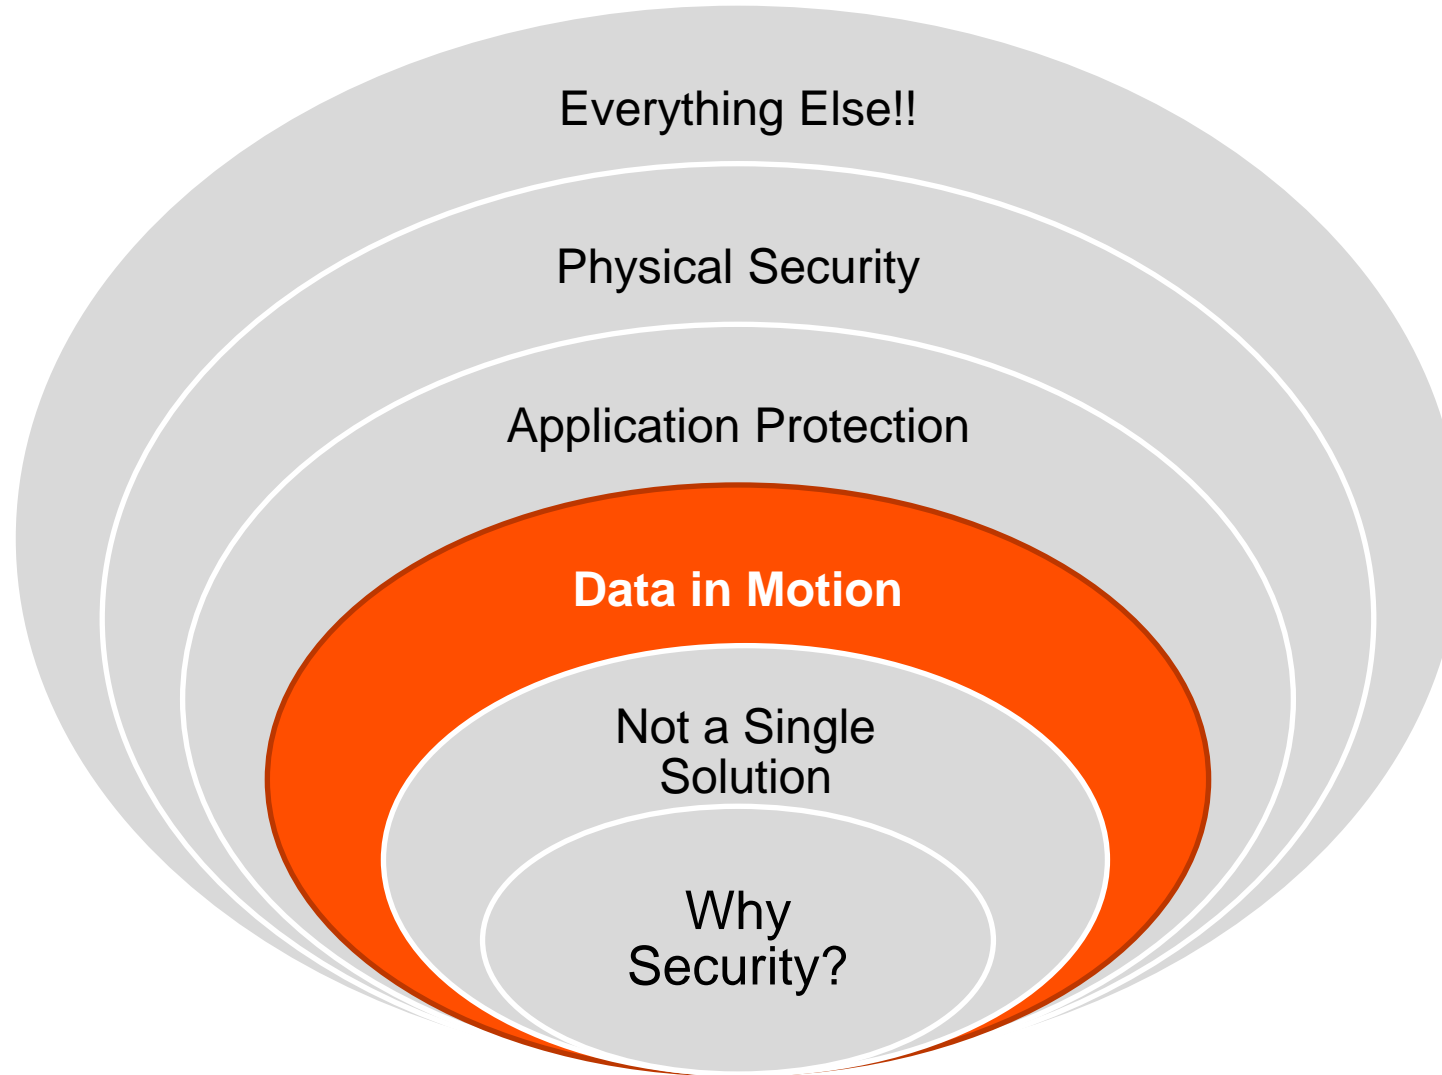 Everything Else!!
Physical Security
Application Protection
Data in Motion
Not a Single
Solution
Why
Security?